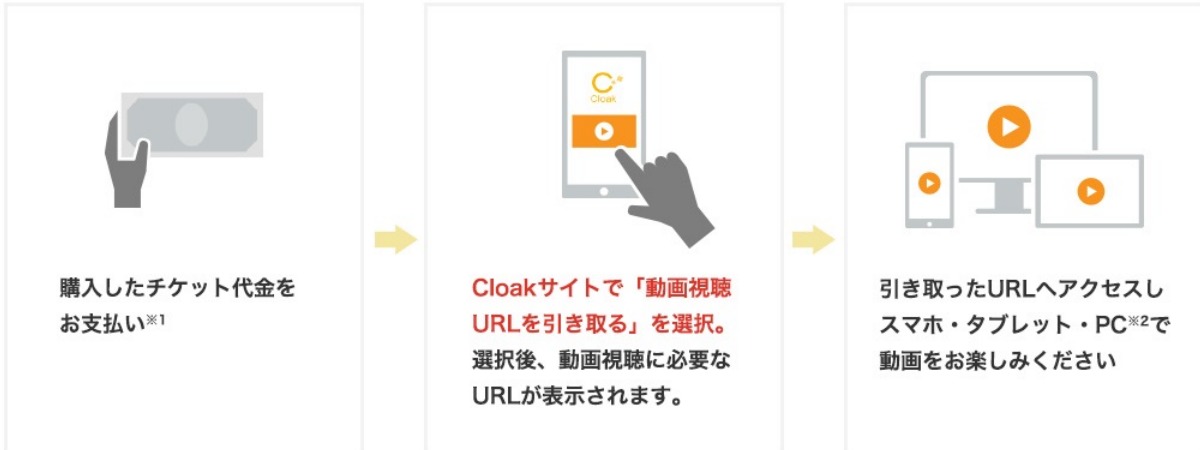 購入したチケット代金を
お支払い※1
Cloak
Cloakサイトで「動画視聴
URLを引き取る」を選択。
選択後、動画視聴に必要な
URLが表示されます。
引き取ったURLへアクセスし
スマホ・タブレット・PC※2で
動画をお楽しみください